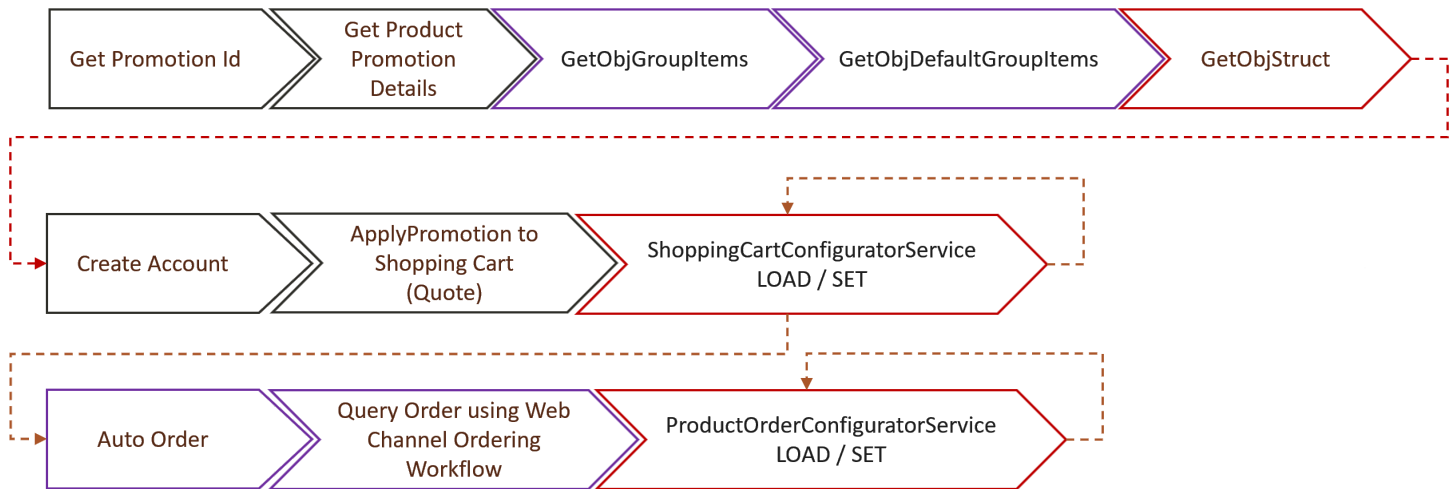 Get Promotion Id
Get Product
Promotion
Details
GetObjGroupItems
GetObjDefaultGroupItems
GetObjStruct
Create Account
ApplyPromotion to
Shopping Cart
(Quote)
ShoppingCartConfiguratorService
LOAD / SET
Auto Order
Query Order using Web
Channel Ordering
Workflow
ProductOrderConfiguratorService
LOAD / SET